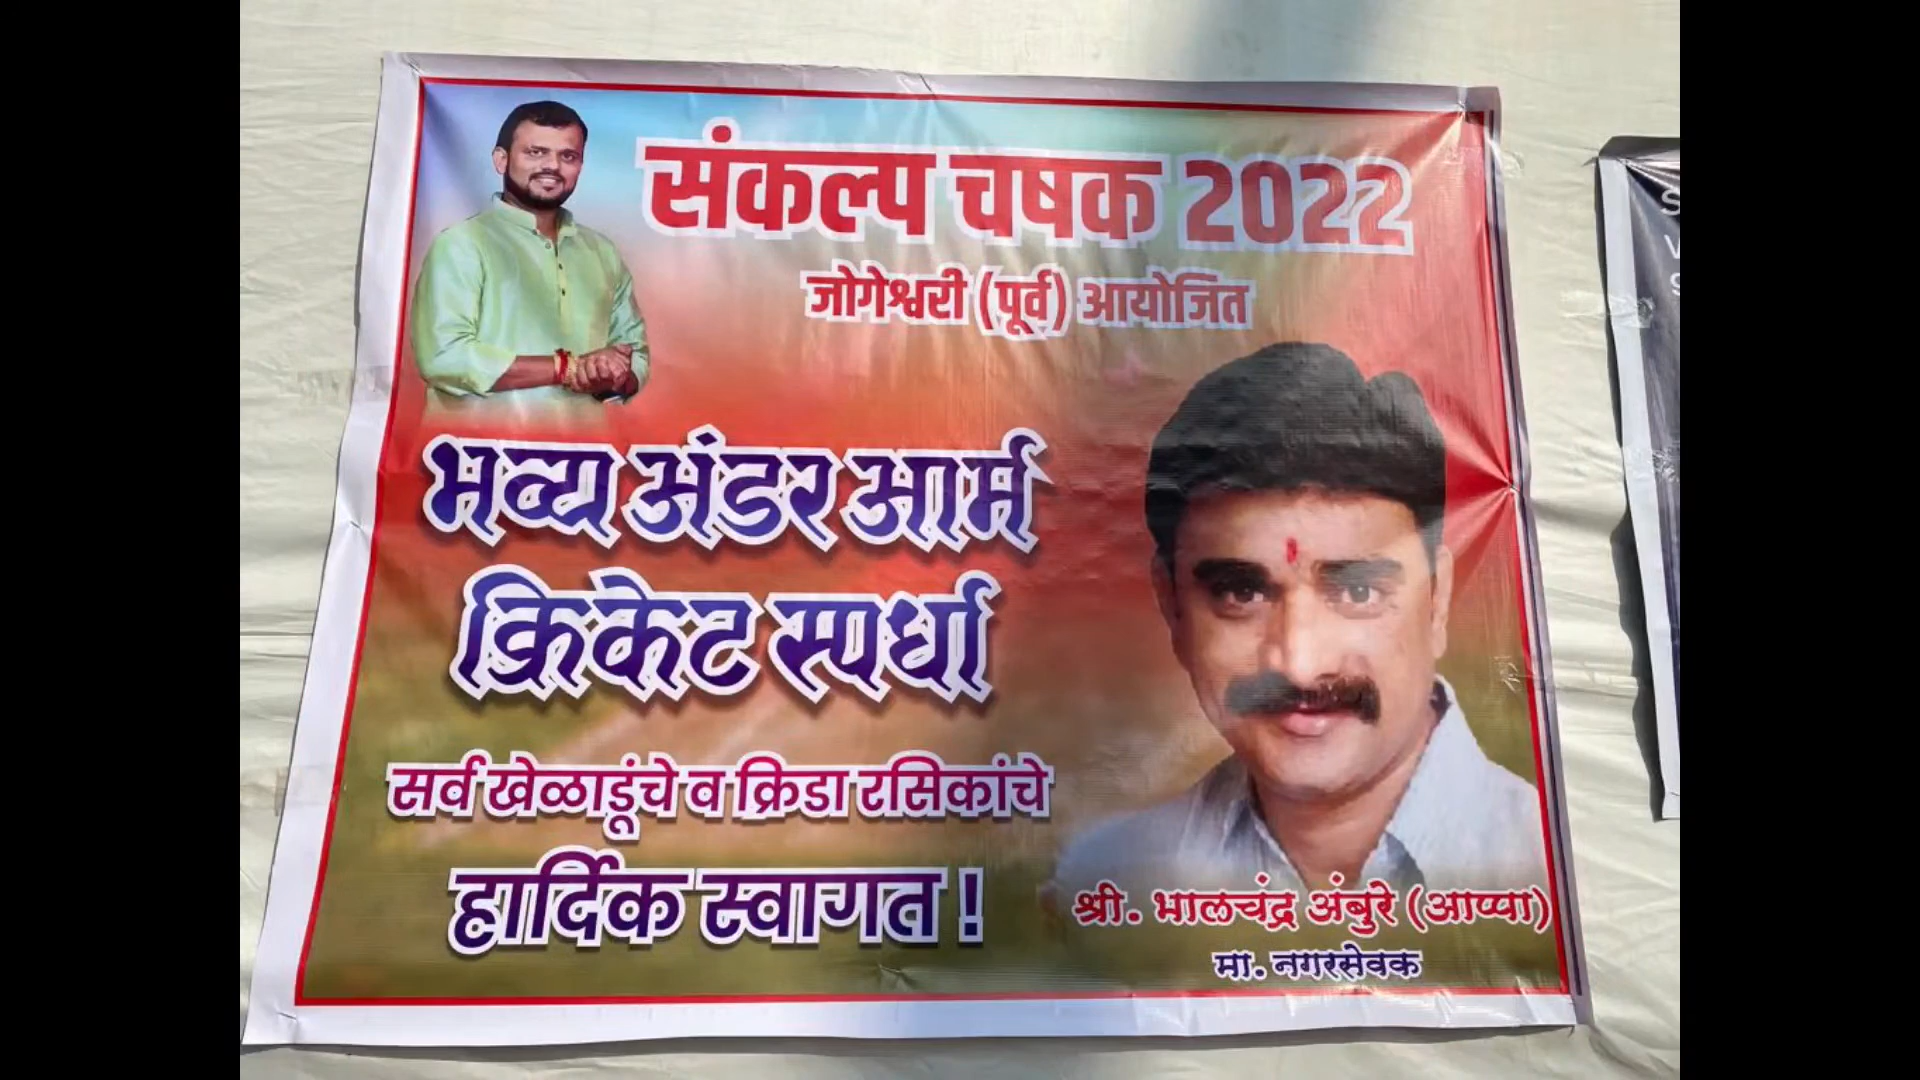 संकल्प चषक 2022
जोगेश्वरी (पूर्व) आयोजित
भव्य अंडर आर्म
क्रिकेट स्पर्धा
सर्व खेळाडूंचे व क्रिडा रसिकांचे
हार्दिक स्वागत !
श्री. भालचंद्र अंबुरे (आप्पा)
मा. नगरसेवक